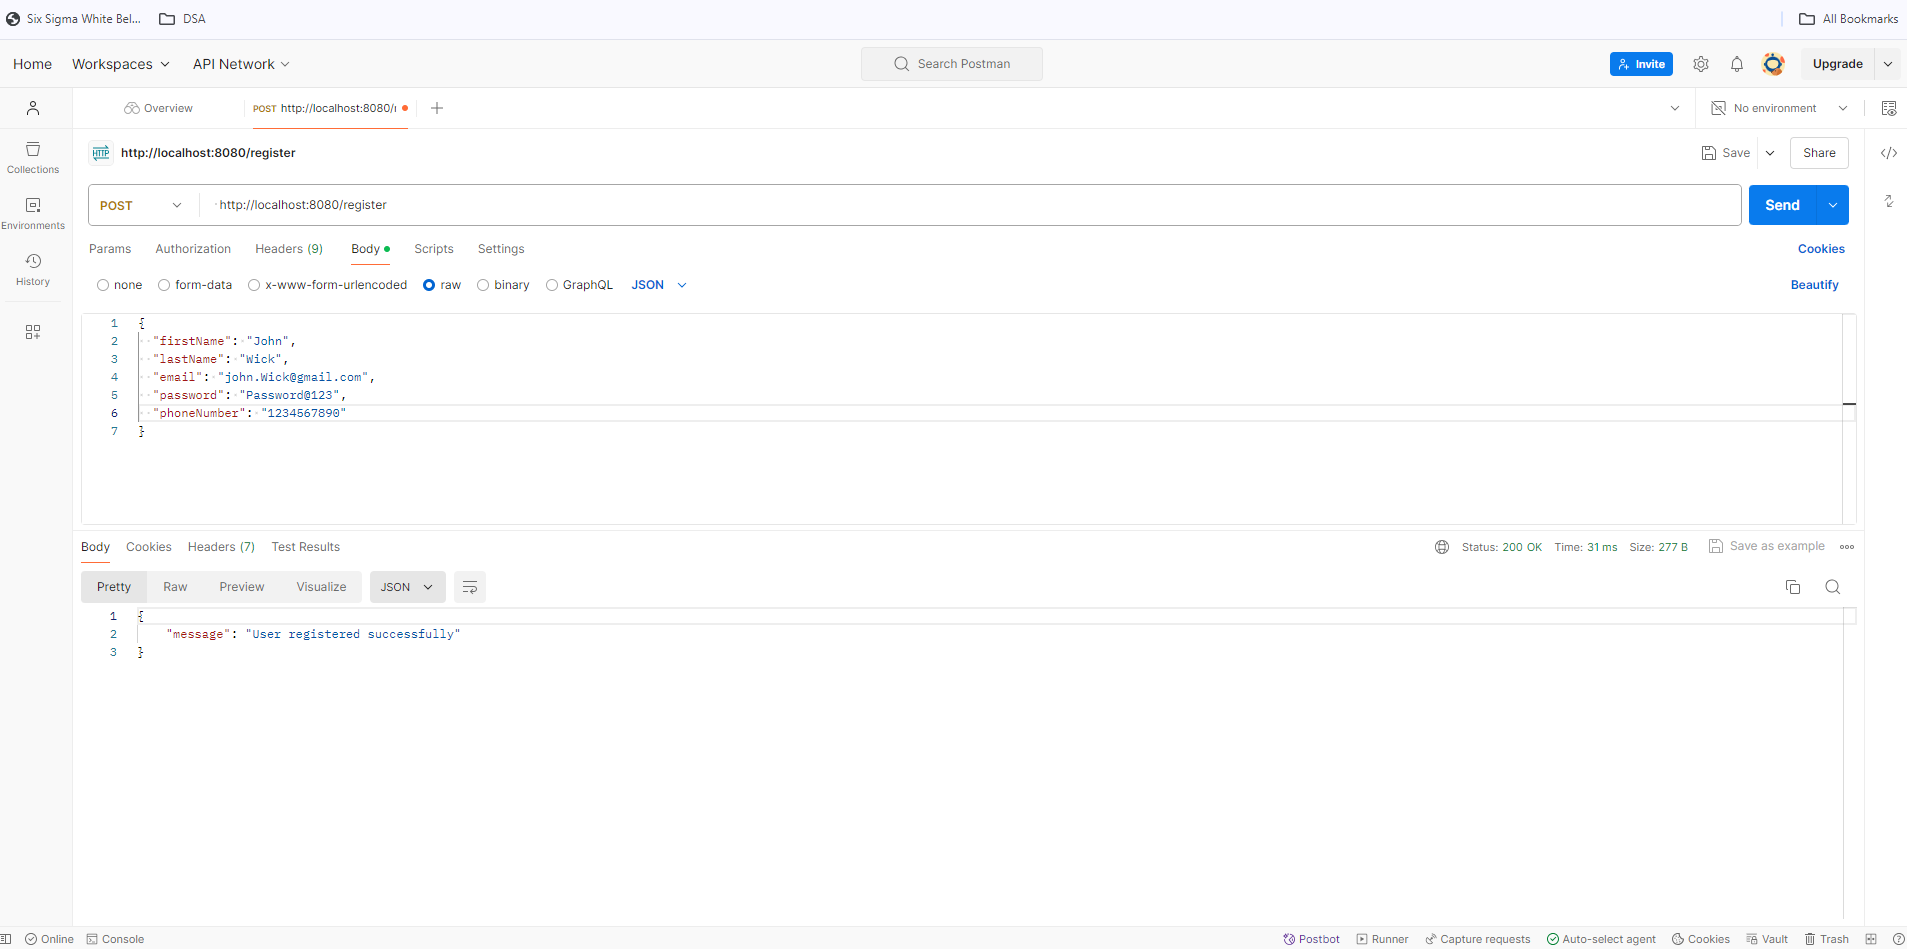 Six Sigma White Bel... DSA All Bookmarks
Home Workspaces API Network Search Postman Invite Upgrade
Overview POST http://localhost:8080/r No environment
HTTP http://localhost:8080/register Save Share
Collections
POST http://localhost:8080/register Send
Environments
Params Authorization Headers (9) Body Scripts Settings Cookies
History
none form-data x-www-form-urlencoded raw binary GraphQL JSON Beautify
1 {
2 "firstName": "John",
3 "lastName": "Wick",
4 "email": "john.Wick@gmail.com",
5 "password": "Password@123",
6 "phoneNumber": "1234567890"
7 }
Body Cookies Headers (7) Test Results Status: 200 OK Time: 31 ms Size: 277 B Save as example
Pretty Raw Preview Visualize JSON
1 {
2 "message": "User registered successfully"
3 }
Online Console Postbot Runner Capture requests Auto-select agent Cookies Vault Trash